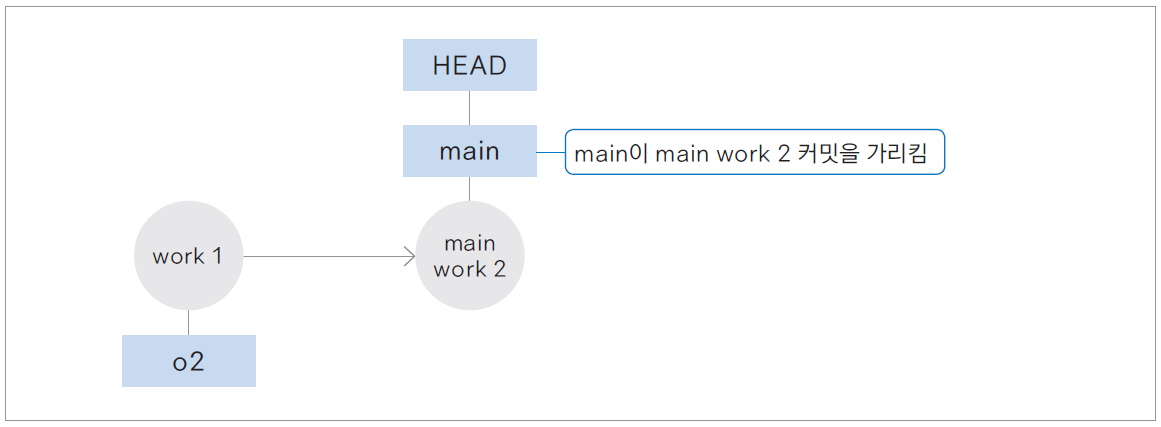 HEAD
main
main이 main work 2 커밋을 가리킴
work 1
main
work 2
o2